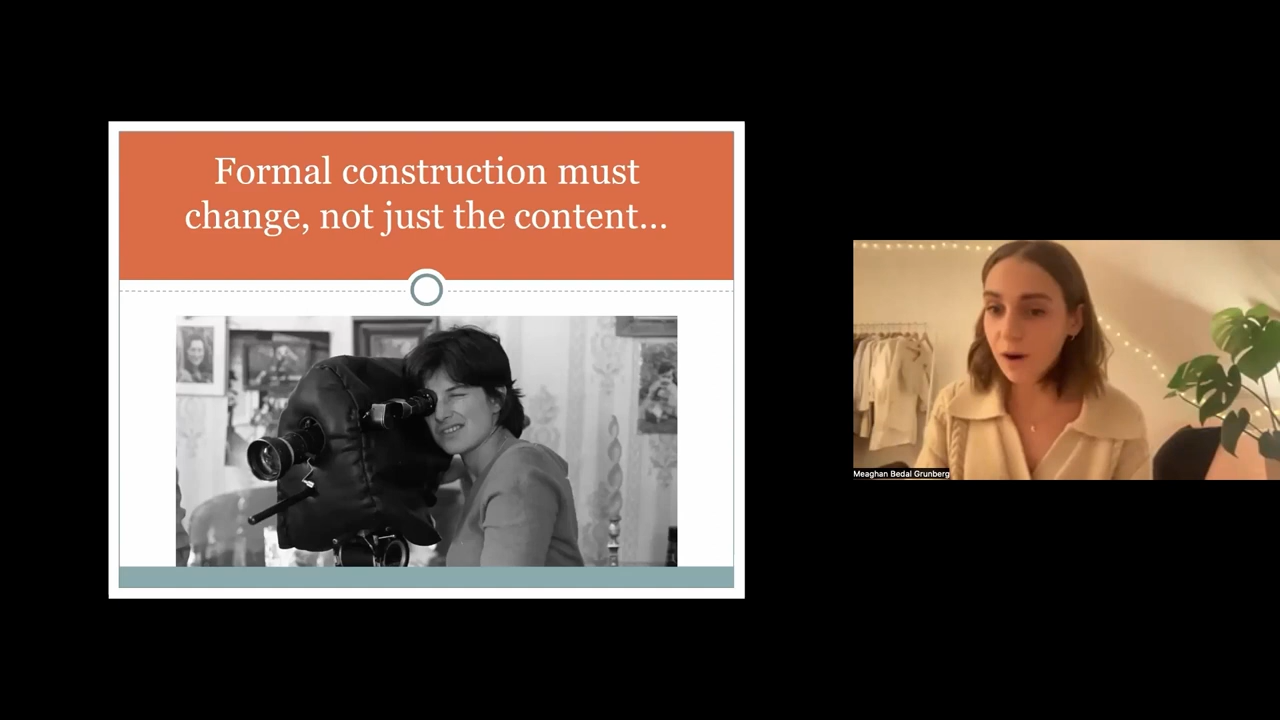 Formal construction must
change, not just the content...
Meaghan Bedal Grunberg